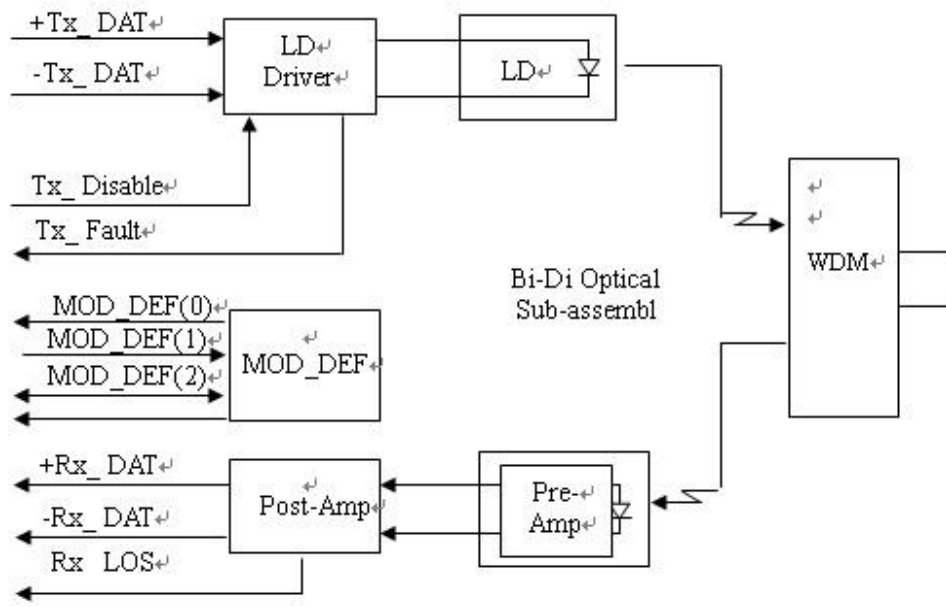 +Tx_ DAT↵
-Tx_ DAT↵
LD↵
Driver↵
LD↵
Tx_ Disable↵
Tx_ Fault↵
↵
↵
WDM↵
Bi-Di Optical
Sub-assembl
MOD_DEF(0)↵
MOD_DEF(1)↵
MOD_DEF(2)↵
↵
MOD_DEF↵
+Rx_ DAT↵
-Rx_ DAT↵
Rx LOS↵
↵
Post-Amp↵
Pre-↵
Amp↵